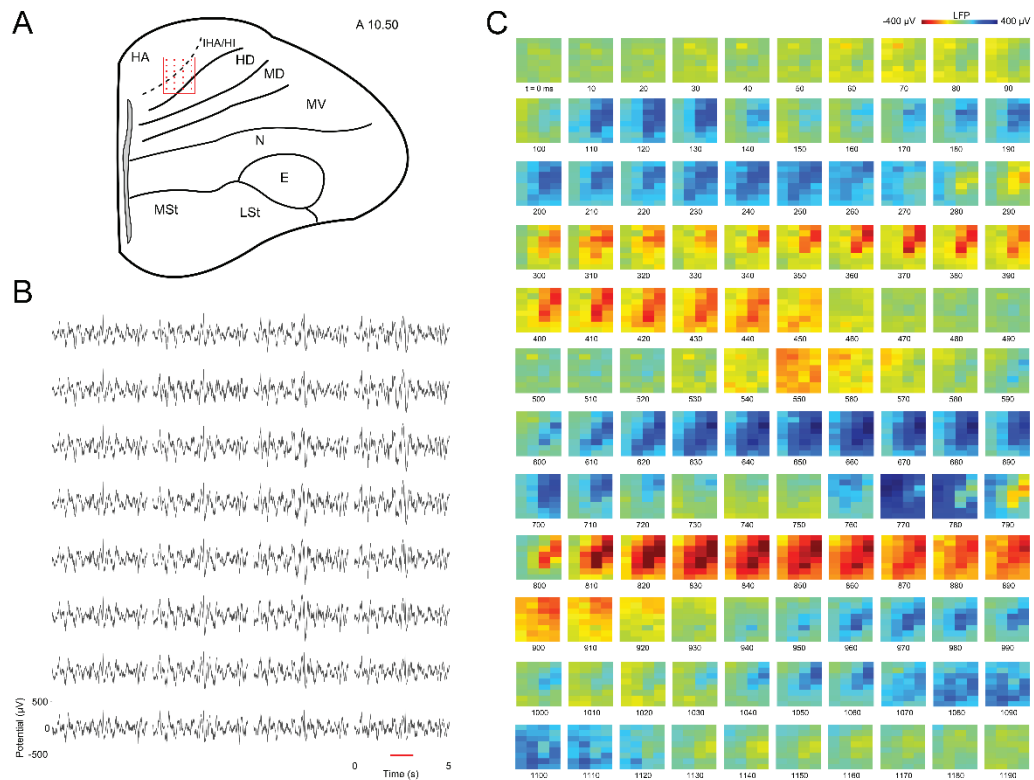 A
A 10.50
HA
IHA/HI
HD
MD
MV
N
E
MSt
LSt
B
500
0
-500
Potential (µV)
0
5
Time (s)
C
LFP
-400 µV
400 µV
t = 0 ms 10 20 30 40 50 60 70 80 90
100 110 120 130 140 150 160 170 180 190
200 210 220 230 240 250 260 270 280 290
300 310 320 330 340 350 360 370 380 390
400 410 420 430 440 450 460 470 480 490
500 510 520 530 540 550 560 570 580 590
600 610 620 630 640 650 660 670 680 690
700 710 720 730 740 750 760 770 780 790
800 810 820 830 840 850 860 870 880 890
900 910 920 930 940 950 960 970 980 990
1000 1010 1020 1030 1040 1050 1060 1070 1080 1090
1100 1110 1120 1130 1140 1150 1160 1170 1180 1190